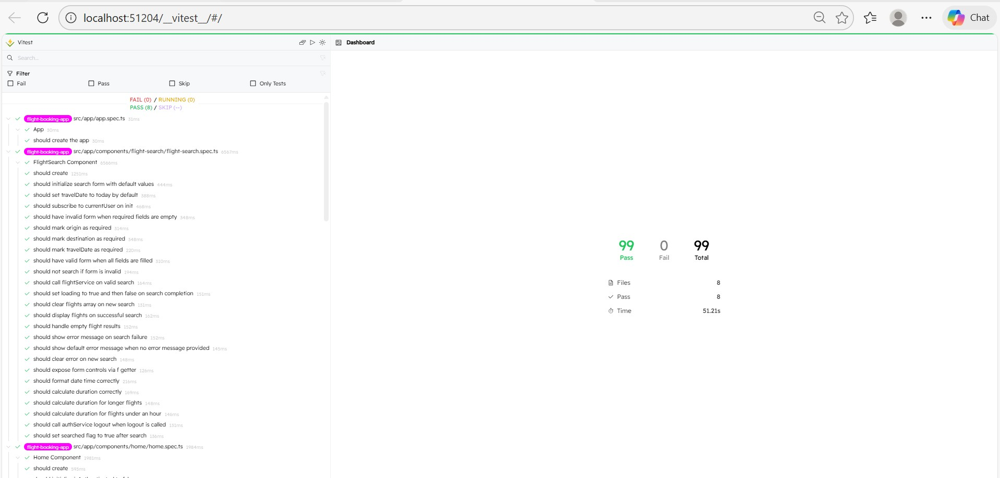 localhost:51204/__vitest__/#/
Chat
Vitest
Dashboard
Search...
Filter
Fail Pass Skip Only Tests
FAIL (0) / RUNNING (0)
PASS (8) / SKIP (--)
flight-booking-app src/app/app.spec.ts 31ms
App 30ms
should create the app 30ms
flight-booking-app src/app/components/flight-search/flight-search.spec.ts 6567ms
FlightSearch Component 6566ms
should create 1251ms
should initialize search form with default values 444ms
should set travelDate to today by default 388ms
should subscribe to currentUser on init 468ms
should have invalid form when required fields are empty 348ms
should mark origin as required 314ms
should mark destination as required 348ms
should mark travelDate as required 220ms
should have valid form when all fields are filled 310ms
should not search if form is invalid 194ms
should call flightService on valid search 164ms
should set loading to true and then false on search completion 151ms
should clear flights array on new search 131ms
should display flights on successful search 162ms
should handle empty flight results 152ms
should show error message on search failure 152ms
should show default error message when no error message provided 145ms
should clear error on new search 148ms
should expose form controls via f getter 126ms
should format date time correctly 216ms
should calculate duration correctly 169ms
should calculate duration for longer flights 148ms
should calculate duration for flights under an hour 146ms
should call authService logout when logout is called 131ms
should set searched flag to true after search 136ms
flight-booking-app src/app/components/home/home.spec.ts 1984ms
Home Component 1981ms
should create 593ms
99 0 99
Pass Fail Total
Files 8
Pass 8
Time 51.21s